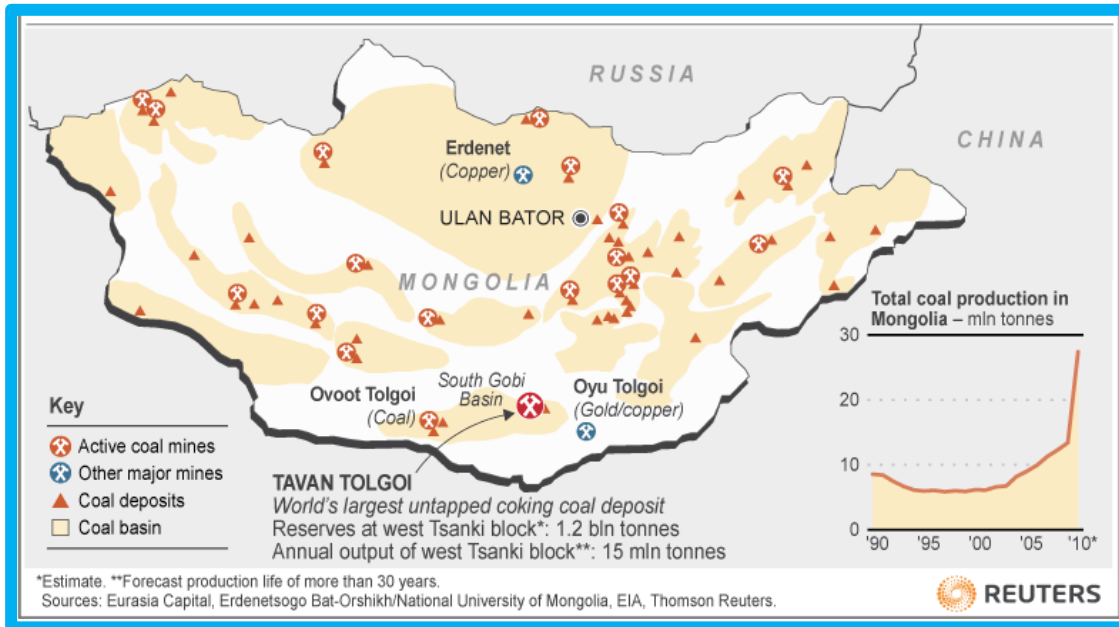 RUSSIA
CHINA
Erdenet
(Copper)
ULAN BATOR
MONGOLIA
Total coal production in
Mongolia – mln tonnes
30
20
10
0
'90
'95
'00
'05
'10*
South Gobi
Basin
Ovoot Tolgoi
(Coal)
Oyu Tolgoi
(Gold/copper)
Key
Active coal mines
Other major mines
Coal deposits
Coal basin
TAVAN TOLGOI
World's largest untapped coking coal deposit
Reserves at west Tsanki block*: 1.2 bln tonnes
Annual output of west Tsanki block**: 15 mln tonnes
*Estimate. **Forecast production life of more than 30 years.
Sources: Eurasia Capital, Erdenetsogo Bat-Orshikh/National University of Mongolia, EIA, Thomson Reuters.
REUTERS